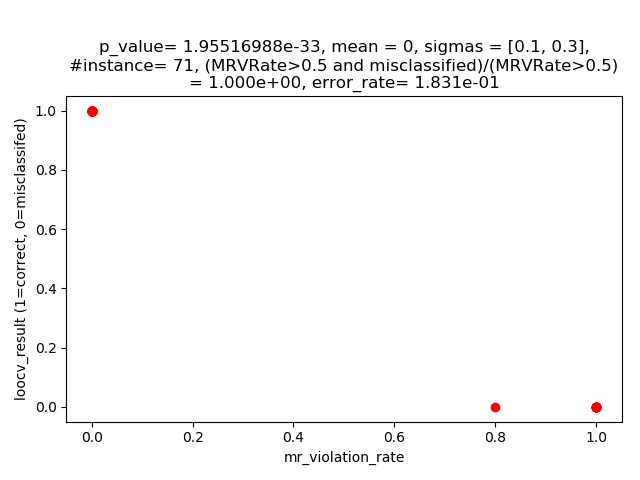 p_value= 1.95516988e-33, mean = 0, sigmas = [0.1, 0.3],
#instance= 71, (MRVRate>0.5 and misclassified)/(MRVRate>0.5)
= 1.000e+00, error_rate= 1.831e-01
loocv_result (1=correct, 0=misclassifed)
1.0
0.8
0.6
0.4
0.2
0.0
0.0 0.2 0.4 0.6 0.8 1.0
mr_violation_rate